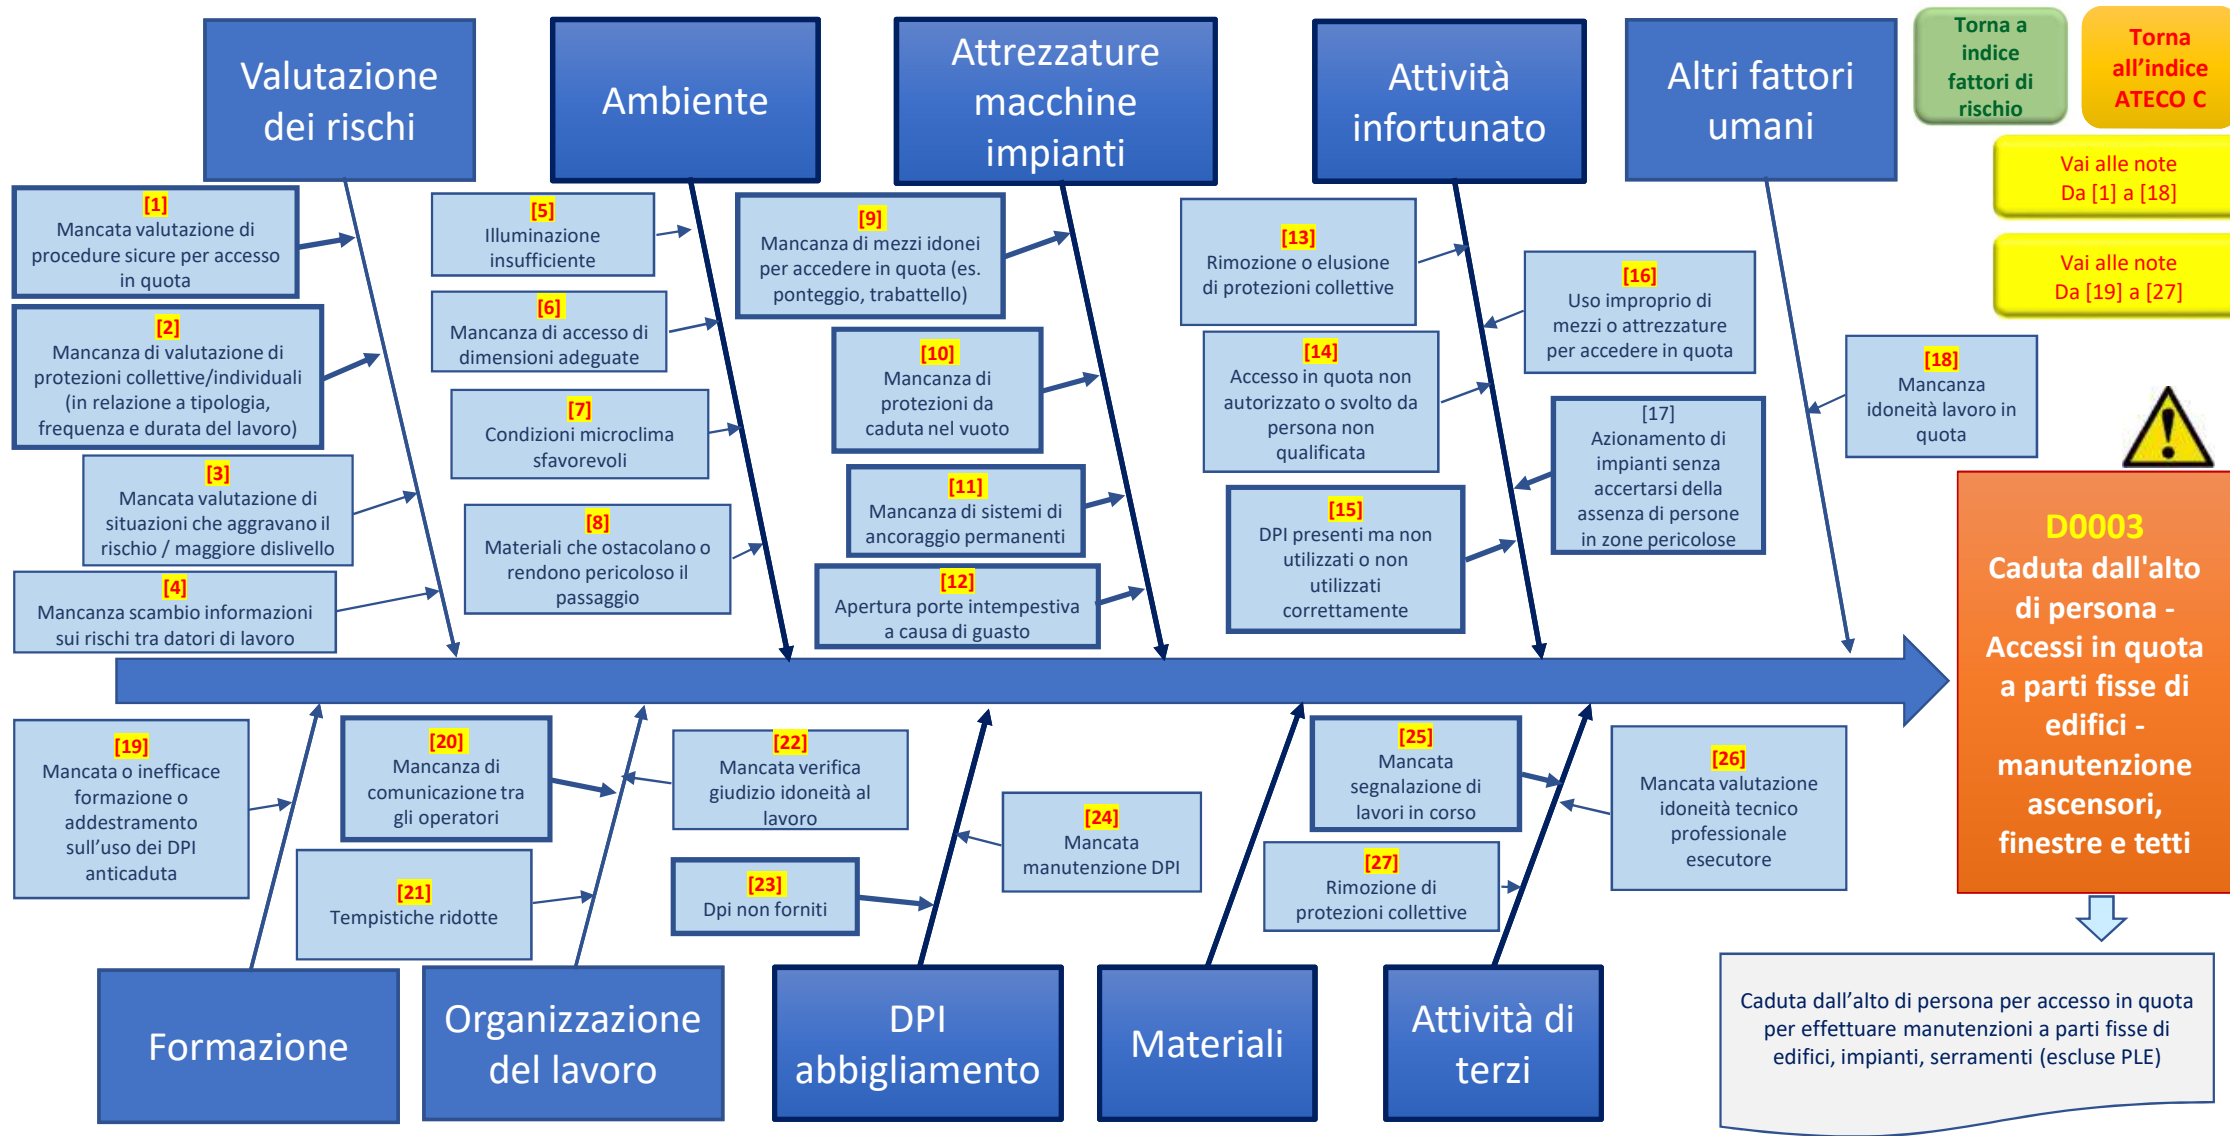 Valutazione
dei rischi
Ambiente
Attrezzature
macchine
impianti
Attività
infortunato
Altri fattori
umani
Torna a
indice
fattori di
rischio
Torna
all’indice
ATECO C
Vai alle note
Da [1] a [18]
Vai alle note
Da [19] a [27]
[1]
Mancata valutazione di
procedure sicure per accesso
in quota
[2]
Mancanza di valutazione di
protezioni collettive/individuali
(in relazione a tipologia,
frequenza e durata del lavoro)
[3]
Mancata valutazione di
situazioni che aggravano il
rischio / maggiore dislivello
[4]
Mancanza scambio informazioni
sui rischi tra datori di lavoro
[5]
Illuminazione
insufficiente
[6]
Mancanza di accesso di
dimensioni adeguate
[7]
Condizioni microclima
sfavorevoli
[8]
Materiali che ostacolano o
rendono pericoloso il
passaggio
[9]
Mancanza di mezzi idonei
per accedere in quota (es.
ponteggio, trabattello)
[10]
Mancanza di
protezioni da
caduta nel vuoto
[11]
Mancanza di sistemi di
ancoraggio permanenti
[12]
Apertura porte intempestiva
a causa di guasto
[13]
Rimozione o elusione
di protezioni collettive
[14]
Accesso in quota non
autorizzato o svolto da
persona non
qualificata
[15]
DPI presenti ma non
utilizzati o non
utilizzati
correttamente
[16]
Uso improprio di
mezzi o attrezzature
per accedere in quota
[17]
Azionamento di
impianti senza
accertarsi della
assenza di persone
in zone pericolose
[18]
Mancanza
idoneità lavoro in
quota
D0003
Caduta dall'alto
di persona -
Accessi in quota
a parti fisse di
edifici -
manutenzione
ascensori,
finestre e tetti
[19]
Mancata o inefficace
formazione o
addestramento
sull’uso dei DPI
anticaduta
[20]
Mancanza di
comunicazione tra
gli operatori
[21]
Tempistiche ridotte
[22]
Mancata verifica
giudizio idoneità al
lavoro
[23]
Dpi non forniti
[24]
Mancata
manutenzione DPI
[25]
Mancata
segnalazione di
lavori in corso
[26]
Mancata valutazione
idoneità tecnico
professionale
esecutore
[27]
Rimozione di
protezioni collettive
Formazione
Organizzazione
del lavoro
DPI
abbigliamento
Materiali
Attività di
terzi
Caduta dall’alto di persona per accesso in quota
per effettuare manutenzioni a parti fisse di
edifici, impianti, serramenti (escluse PLE)